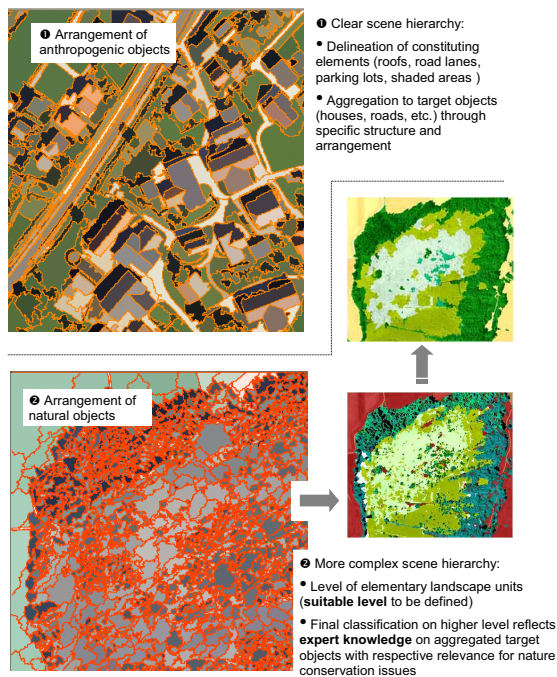 ❶ Arrangement of
anthropogenic objects
❶ Clear scene hierarchy:
• Delineation of constituting
elements (roofs, road lanes,
parking lots, shaded areas )
• Aggregation to target objects
(houses, roads, etc.) through
specific structure and
arrangement
❷ Arrangement of
natural objects
❷ More complex scene hierarchy:
• Level of elementary landscape units
(suitable level to be defined)
• Final classification on higher level reflects
expert knowledge on aggregated target
objects with respective relevance for nature
conservation issues